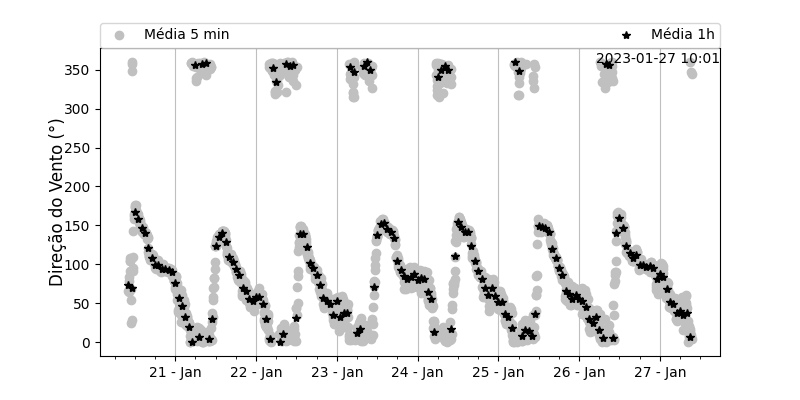 Média 5 min
Média 1h
2023-01-27 10:01
Direção do Vento (°)
350
300
250
200
150
100
50
0
21 - Jan
22 - Jan
23 - Jan
24 - Jan
25 - Jan
26 - Jan
27 - Jan